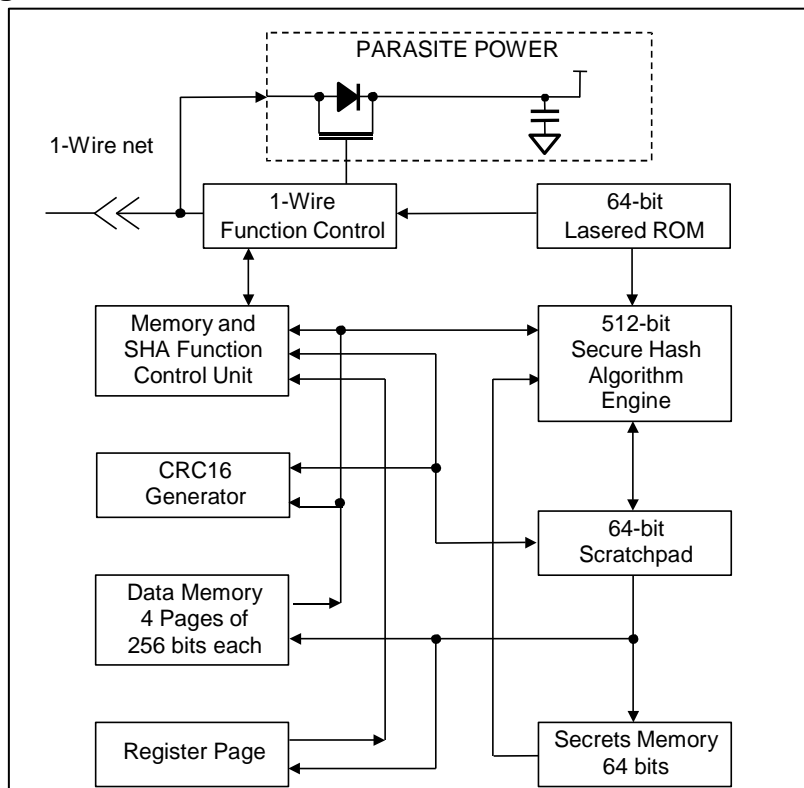 PARASITE POWER
1-Wire net
1-Wire
Function Control
64-bit
Lasered ROM
Memory and
SHA Function
Control Unit
512-bit
Secure Hash
Algorithm
Engine
CRC16
Generator
64-bit
Scratchpad
Data Memory
4 Pages of
256 bits each
Register Page
Secrets Memory
64 bits